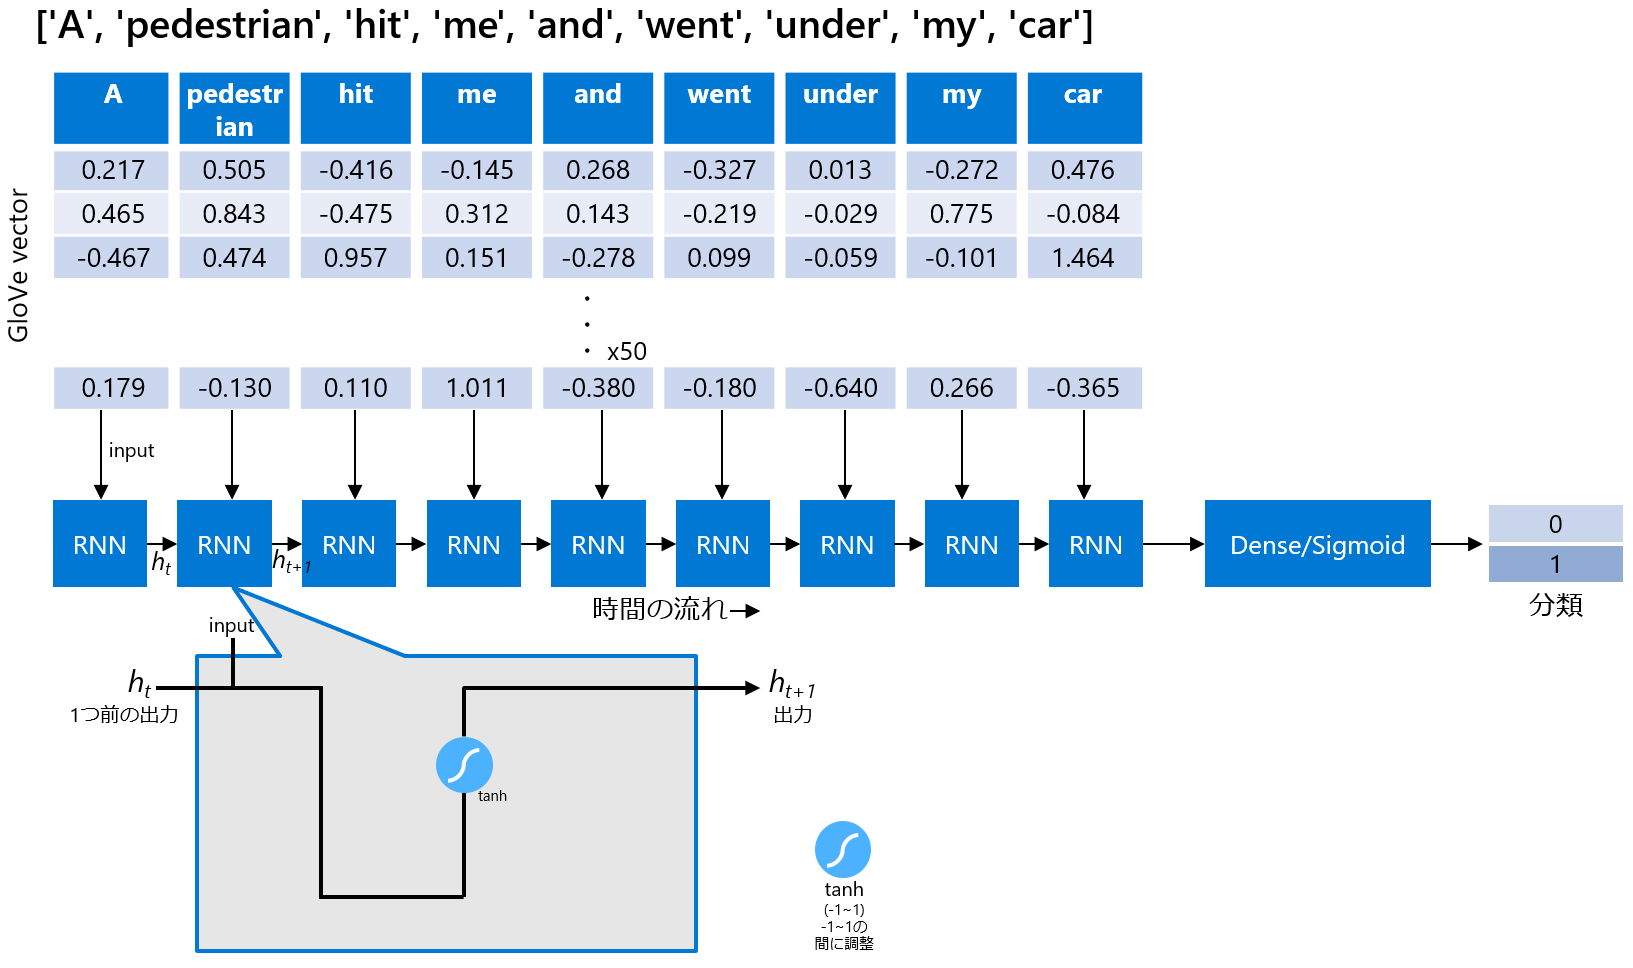 ['A', 'pedestrian', 'hit', 'me', 'and', 'went', 'under', 'my', 'car']
A pedestr hit me and went under my car
ian
0.217 0.505 -0.416 -0.145 0.268 -0.327 0.013 -0.272 0.476
0.465 0.843 -0.475 0.312 0.143 -0.219 -0.029 0.775 -0.084
-0.467 0.474 0.957 0.151 -0.278 0.099 -0.059 -0.101 1.464
GloVe vector
x50
0.179 -0.130 0.110 1.011 -0.380 -0.180 -0.640 0.266 -0.365
input
RNN RNN RNN RNN RNN RNN RNN RNN RNN Dense/Sigmoid
ht ht+1
0
1
分類
時間の流れ
input
ht
1つ前の出力
ht+1
出力
tanh
tanh
(-1~1)
-1~1の
間に調整